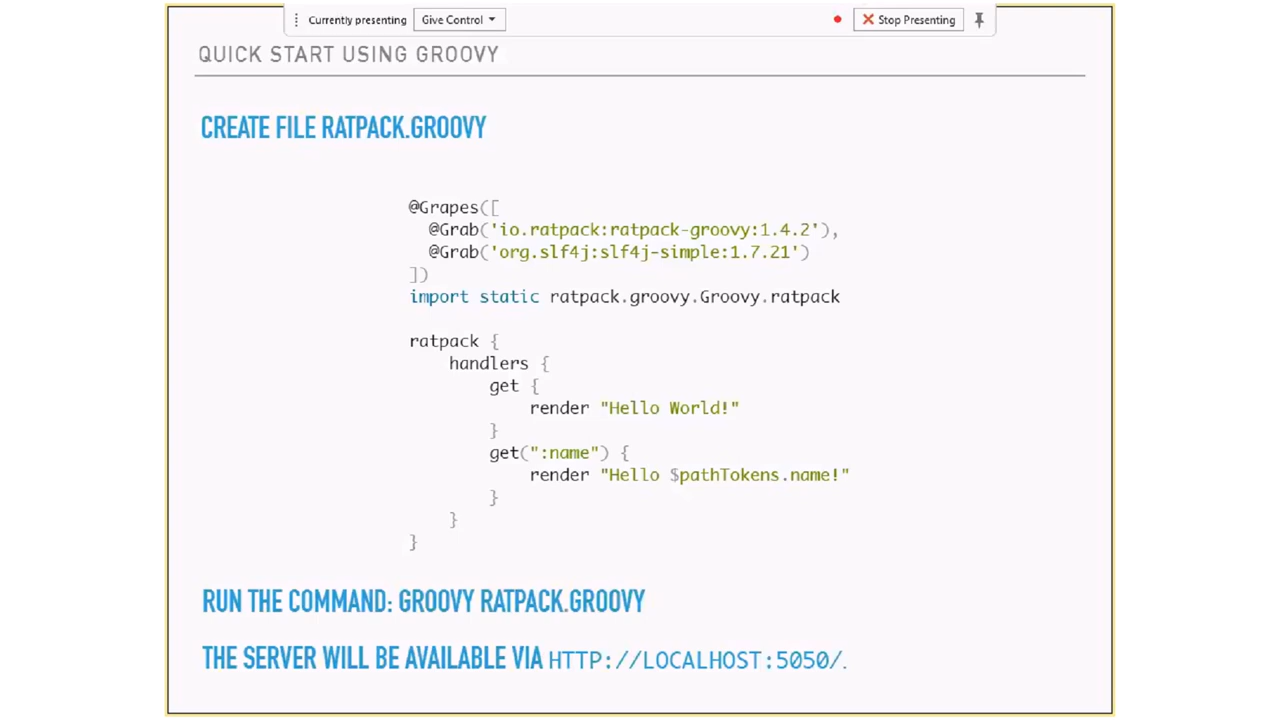 Currently presenting Give Control Stop Presenting
QUICK START USING GROOVY
CREATE FILE RATPACK.GROOVY
@Grapes([
  @Grab('io.ratpack:ratpack-groovy:1.4.2'),
  @Grab('org.slf4j:slf4j-simple:1.7.21')
])
import static ratpack.groovy.Groovy.ratpack
ratpack {
    handlers {
        get {
            render "Hello World!"
        }
        get(":name") {
            render "Hello $pathTokens.name!"
        }
    }
}
RUN THE COMMAND: GROOVY RATPACK.GROOVY
THE SERVER WILL BE AVAILABLE VIA HTTP://LOCALHOST:5050/.